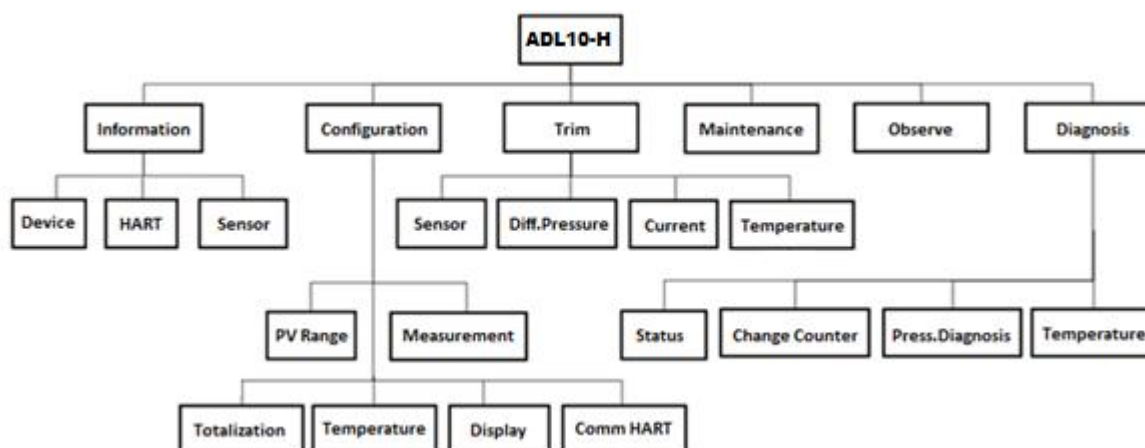 ADL10-H
Information Configuration Trim Maintenance Observe Diagnosis
Device HART Sensor Sensor Diff.Pressure Current Temperature
PV Range Measurement Status Change Counter Press.Diagnosis Temperature
Totalization Temperature Display Comm HART